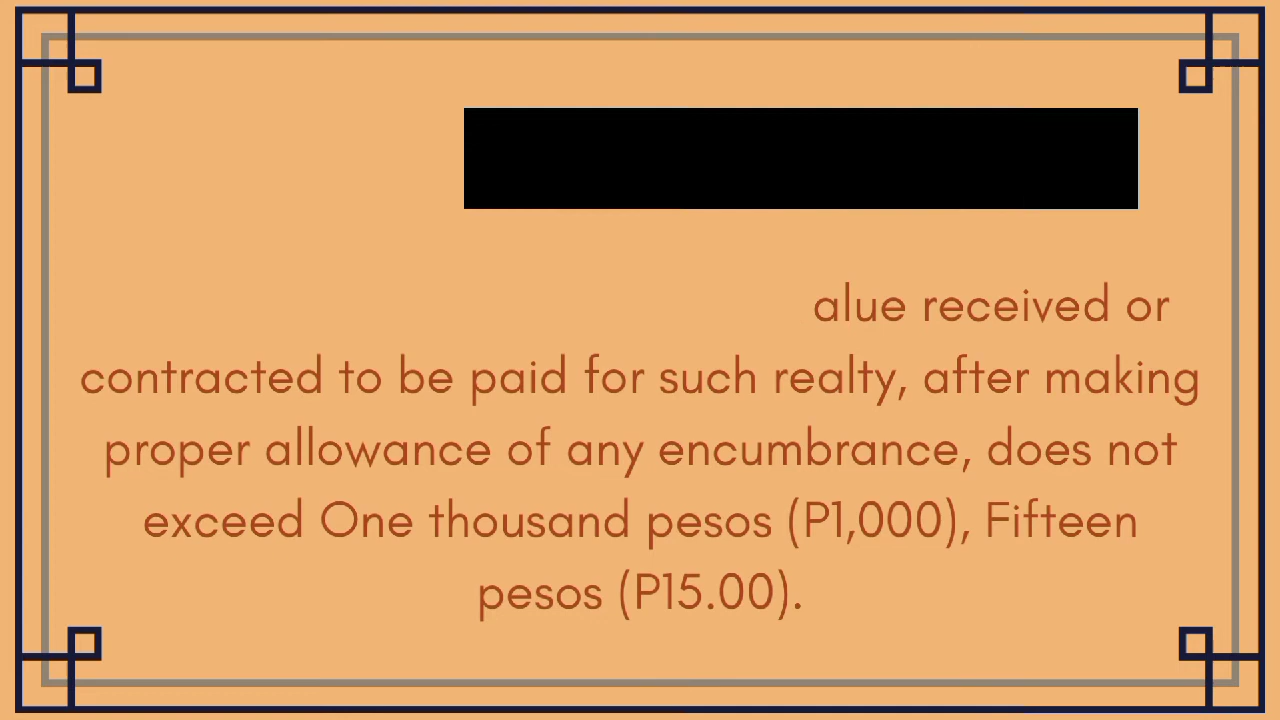 alue received or
contracted to be paid for such realty, after making
proper allowance of any encumbrance, does not
exceed One thousand pesos (P1,000), Fifteen
pesos (P15.00).